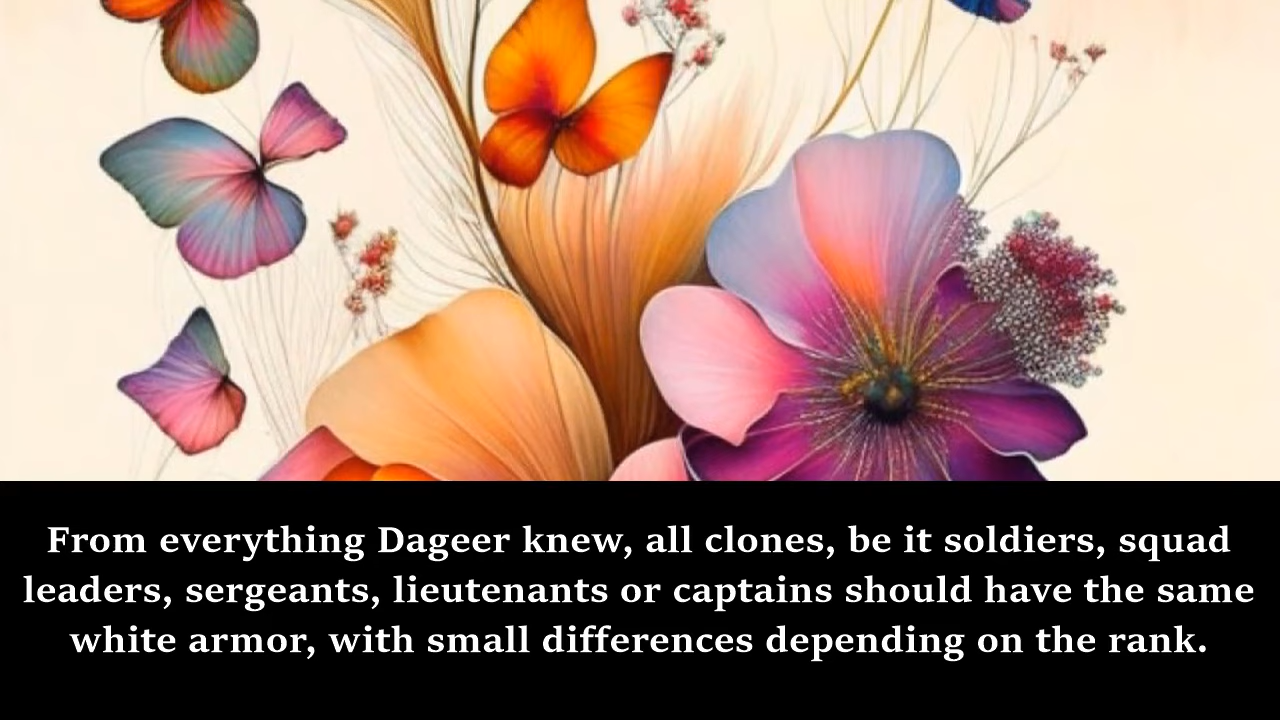 From everything Dageer knew, all clones, be it soldiers, squad
leaders, sergeants, lieutenants or captains should have the same
white armor, with small differences depending on the rank.